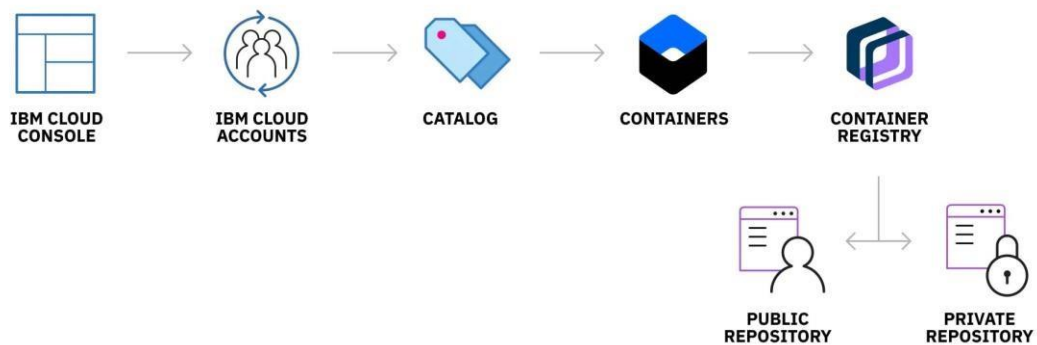 IBM CLOUD
CONSOLE
IBM CLOUD
ACCOUNTS
CATALOG
CONTAINERS
CONTAINER
REGISTRY
PUBLIC
REPOSITORY
PRIVATE
REPOSITORY